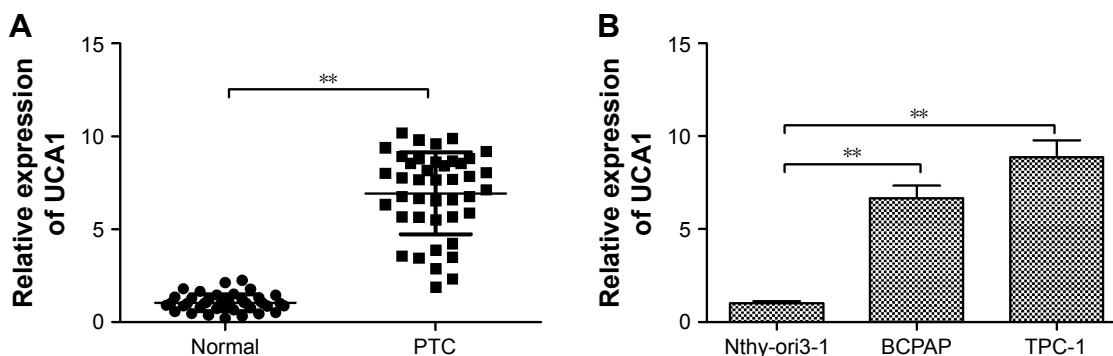 A
Relative expression
of UCA1
15
10
5
0
**
Normal
PTC
B
Relative expression
of UCA1
15
10
5
0
**
**
Nthy-ori3-1
BCPAP
TPC-1